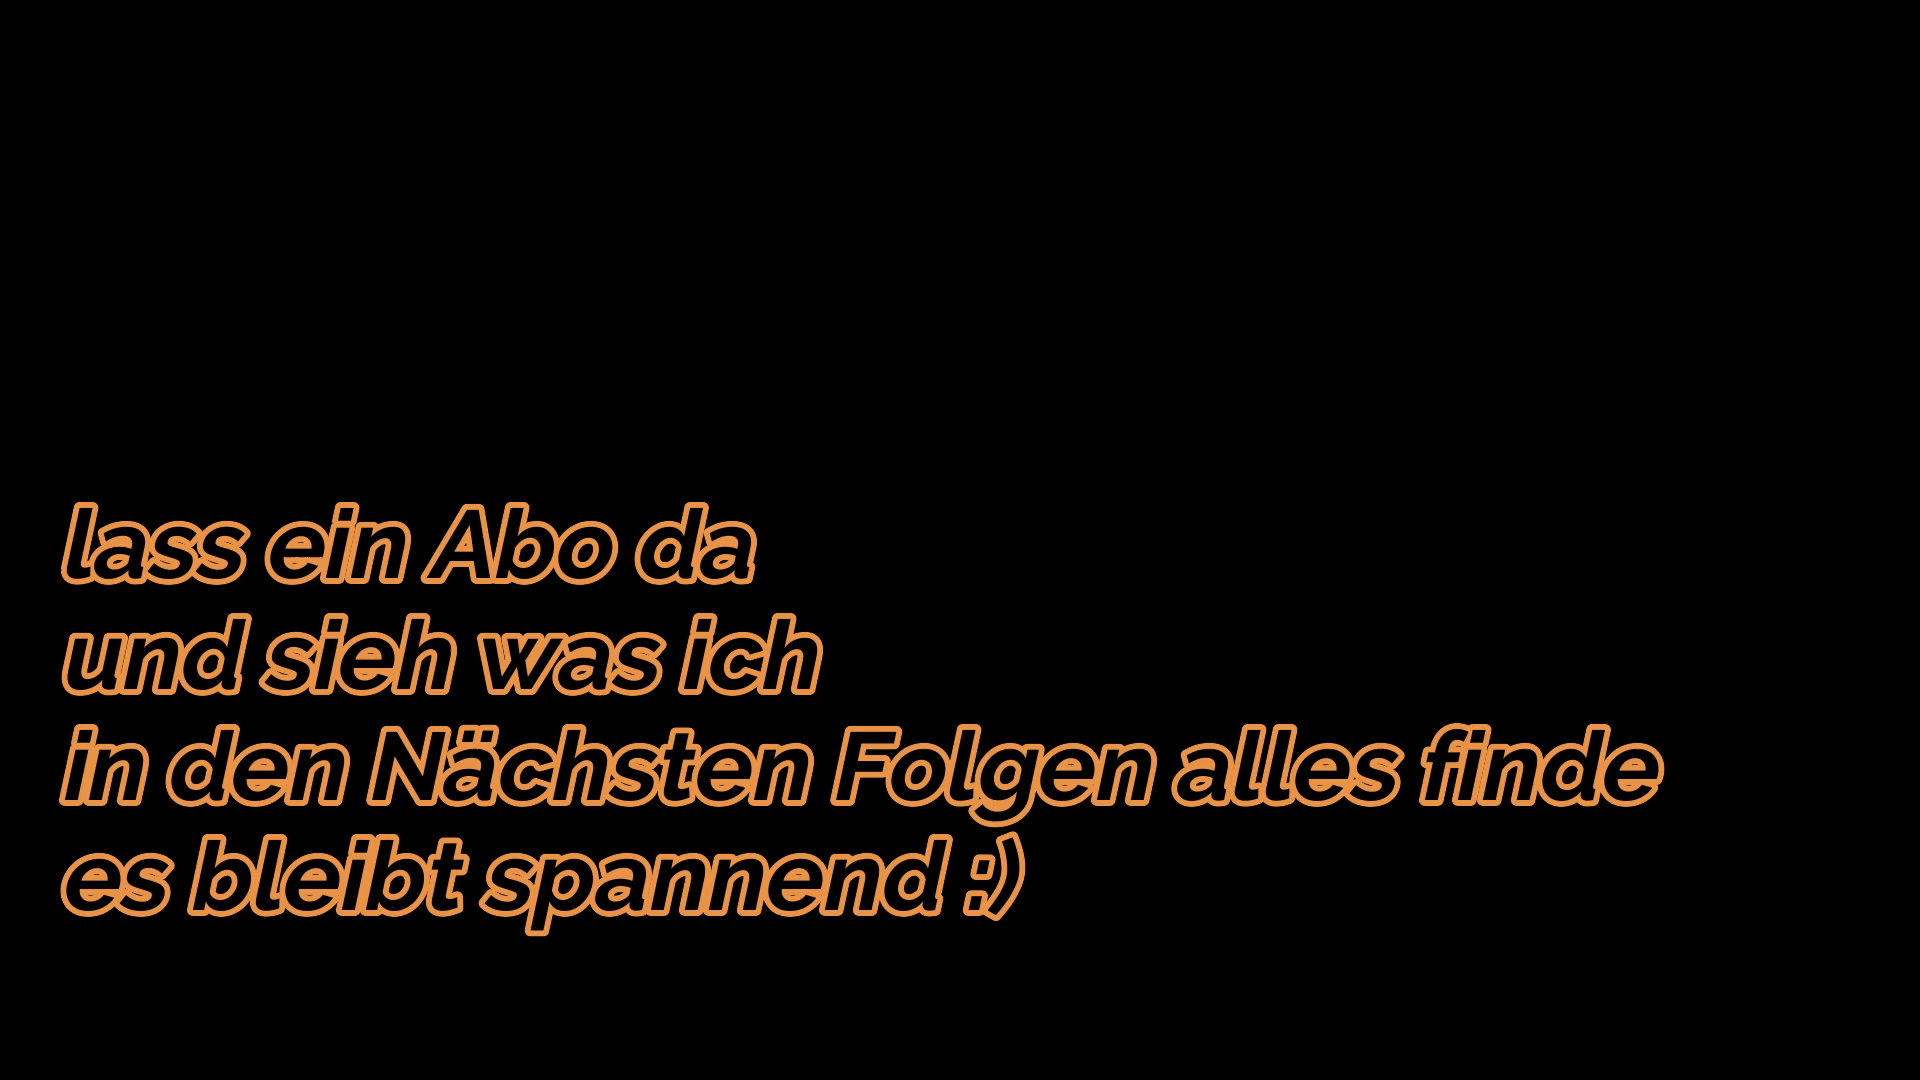 lass ein Abo da
und sieh was ich
in den Nächsten Folgen alles finde
es bleibt spannend :)